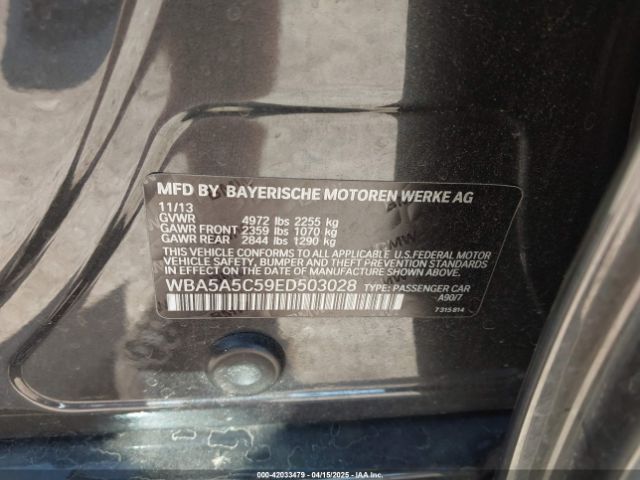 MFD BY BAYERISCHE MOTOREN WERKE AG
11/13
GVWR 4972 lbs 2255 kg
GAWR FRONT 2359 lbs 1070 kg
GAWR REAR 2844 lbs 1290 kg
THIS VEHICLE CONFORMS TO ALL APPLICABLE U.S.FEDERAL MOTOR
VEHICLE SAFETY, BUMPER AND THEFT PREVENTION STANDARDS
IN EFFECT ON THE DATE OF MANUFACTURE SHOWN ABOVE.
WBA5A5C59ED503028 TYPE: PASSENGER CAR
A90/7
7315814
000-42033479 - 04/15/2025 - IAA, Inc.